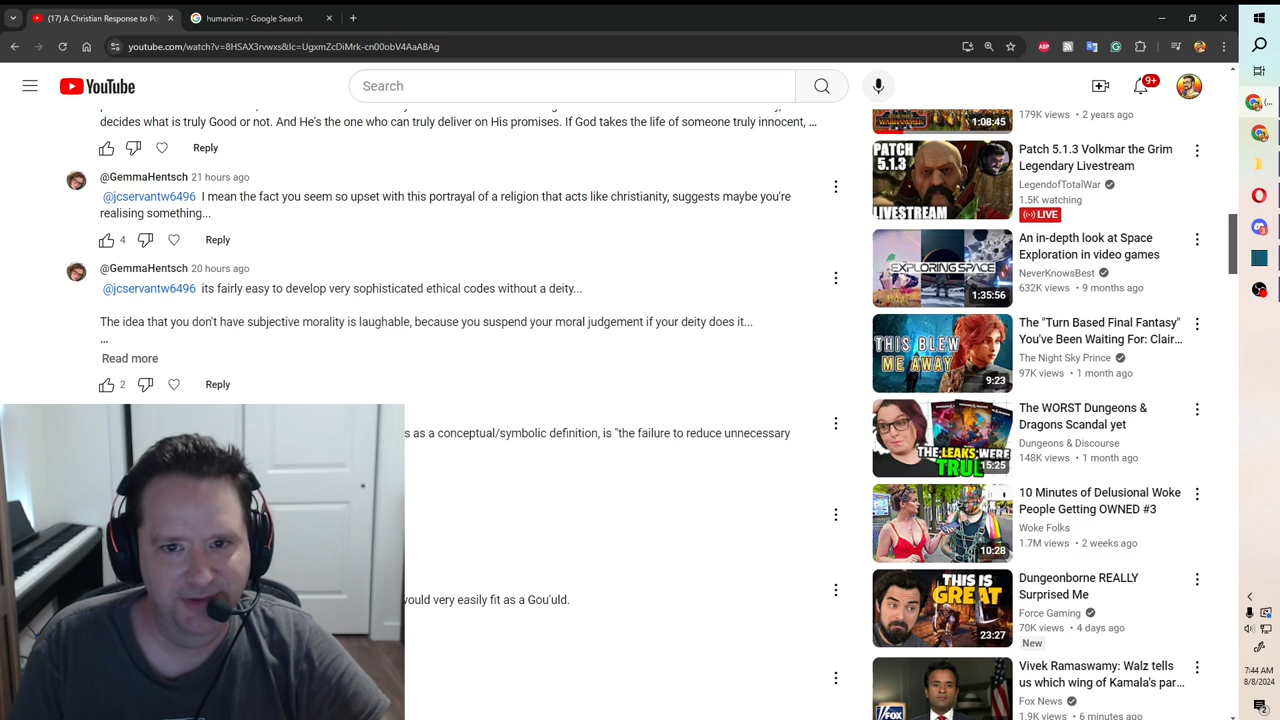 (17) A Christian Response to Po
humanism - Google Search
youtube.com/watch?v=8HSAX3rvwxs&lc=UgxmZcDiMrk-cn00obV4AaABAg
YouTube
Search
9+
decides what is truly Good or not. And He's the one who can truly deliver on His promises. If God takes the life of someone truly innocent, ...
Reply
@GemmaHentsch 21 hours ago
@jcservantw6496 I mean the fact you seem so upset with this portrayal of a religion that acts like christianity, suggests maybe you're
realising something...
4 Reply
@GemmaHentsch 20 hours ago
@jcservantw6496 its fairly easy to develop very sophisticated ethical codes without a deity...
The idea that you don't have subjective morality is laughable, because you suspend your moral judgement if your deity does it...
...
Read more
2 Reply
s as a conceptual/symbolic definition, is "the failure to reduce unnecessary
vould very easily fit as a Gou'uld.
WARHAMMER
1:08:45
179K views • 2 years ago
PATCH
5.1.3
LIVESTREAM
Patch 5.1.3 Volkmar the Grim
Legendary Livestream
LegendofTotalWar
1.5K watching
LIVE
EXPLORING SPACE
1:35:56
An in-depth look at Space
Exploration in video games
NeverKnowsBest
632K views • 9 months ago
THIS BLEW
ME AWAY
9:23
The "Turn Based Final Fantasy"
You've Been Waiting For: Clair...
The Night Sky Prince
97K views • 1 month ago
THE LEAKS WERE
TRUE
15:25
The WORST Dungeons &
Dragons Scandal yet
Dungeons & Discourse
148K views • 1 month ago
10:28
10 Minutes of Delusional Woke
People Getting OWNED #3
Woke Folks
1.7M views • 2 weeks ago
THIS IS
GREAT
23:27
Dungeonborne REALLY
Surprised Me
Force Gaming
70K views • 4 days ago
New
FOX
NEWS
Vivek Ramaswamy: Walz tells
us which wing of Kamala's par...
Fox News
1.9K views • 6 minutes ago
7:44 AM
8/8/2024
2